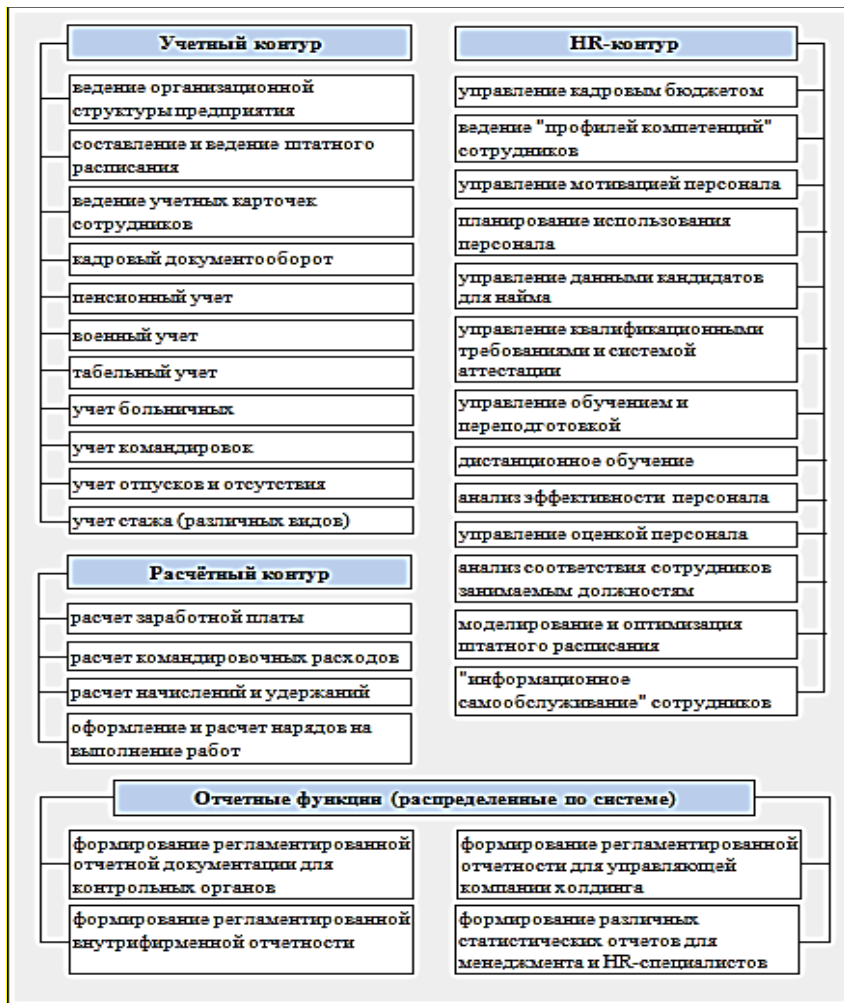 Учетный контур
ведение организационной
структуры предприятия
составление и ведение штатного
расписания
ведение учетных карточек
сотрудников
кадровый документооборот
пенсионный учет
военный учет
табельный учет
учет больничных
учет командировок
учет отпусков и отсутствия
учет стажа (различных видов)
Расчётный контур
расчет заработной платы
расчет командировочных расходов
расчет начислений и удержаний
оформление и расчет нарядов на
выполнение работ
HR-контур
управление кадровым бюджетом
ведение "профилей компетенций"
сотрудников
управление мотивацией персонала
планирование использования
персонала
управление данными кандидатов
для найма
управление квалификационными
требованиями и системой
аттестации
управление обучением и
переподготовкой
дистанционное обучение
анализ эффективности персонала
управление оценкой персонала
анализ соответствия сотрудников
занимаемым должностям
моделирование и оптимизация
штатного расписания
"информационное
самообслуживание" сотрудников
Отчетные функции (распределенные по системе)
формирование регламентированной
отчетной документации для
контрольных органов
формирование регламентированной
внутрифирменной отчетности
формирование регламентированной
отчетности для управляющей
компании холдинга
формирование различных
статистических отчетов для
менеджмента и HR-специалистов